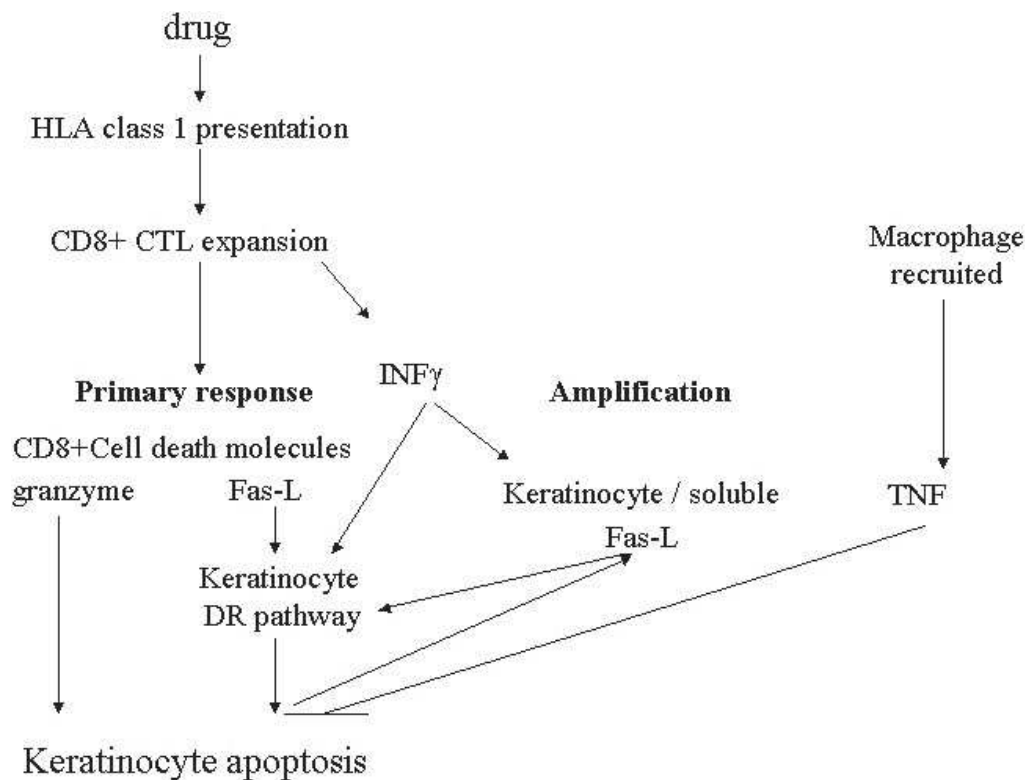 drug
HLA class 1 presentation
CD8+ CTL expansion
Macrophage
recruited
INFγ
Primary response
Amplification
CD8+Cell death molecules
granzyme
Fas-L
Keratinocyte / soluble
Fas-L
TNF
Keratinocyte
DR pathway
Keratinocyte apoptosis